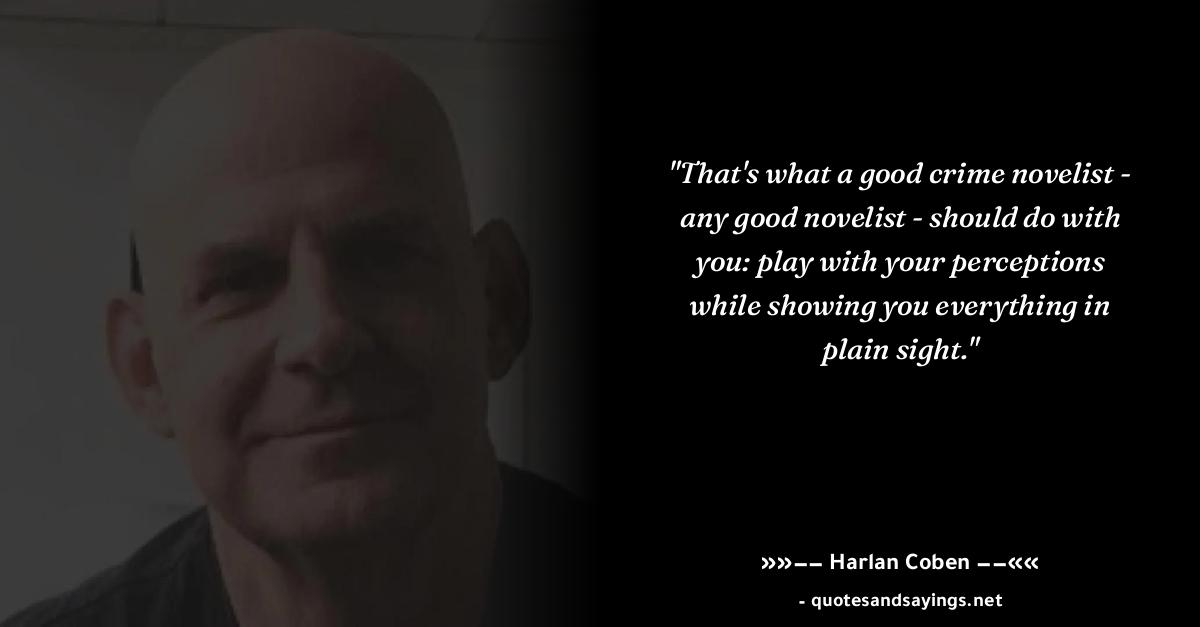 "That's what a good crime novelist -
any good novelist - should do with
you: play with your perceptions
while showing you everything in
plain sight."
»»–– Harlan Coben ––««
- quotesandsayings.net